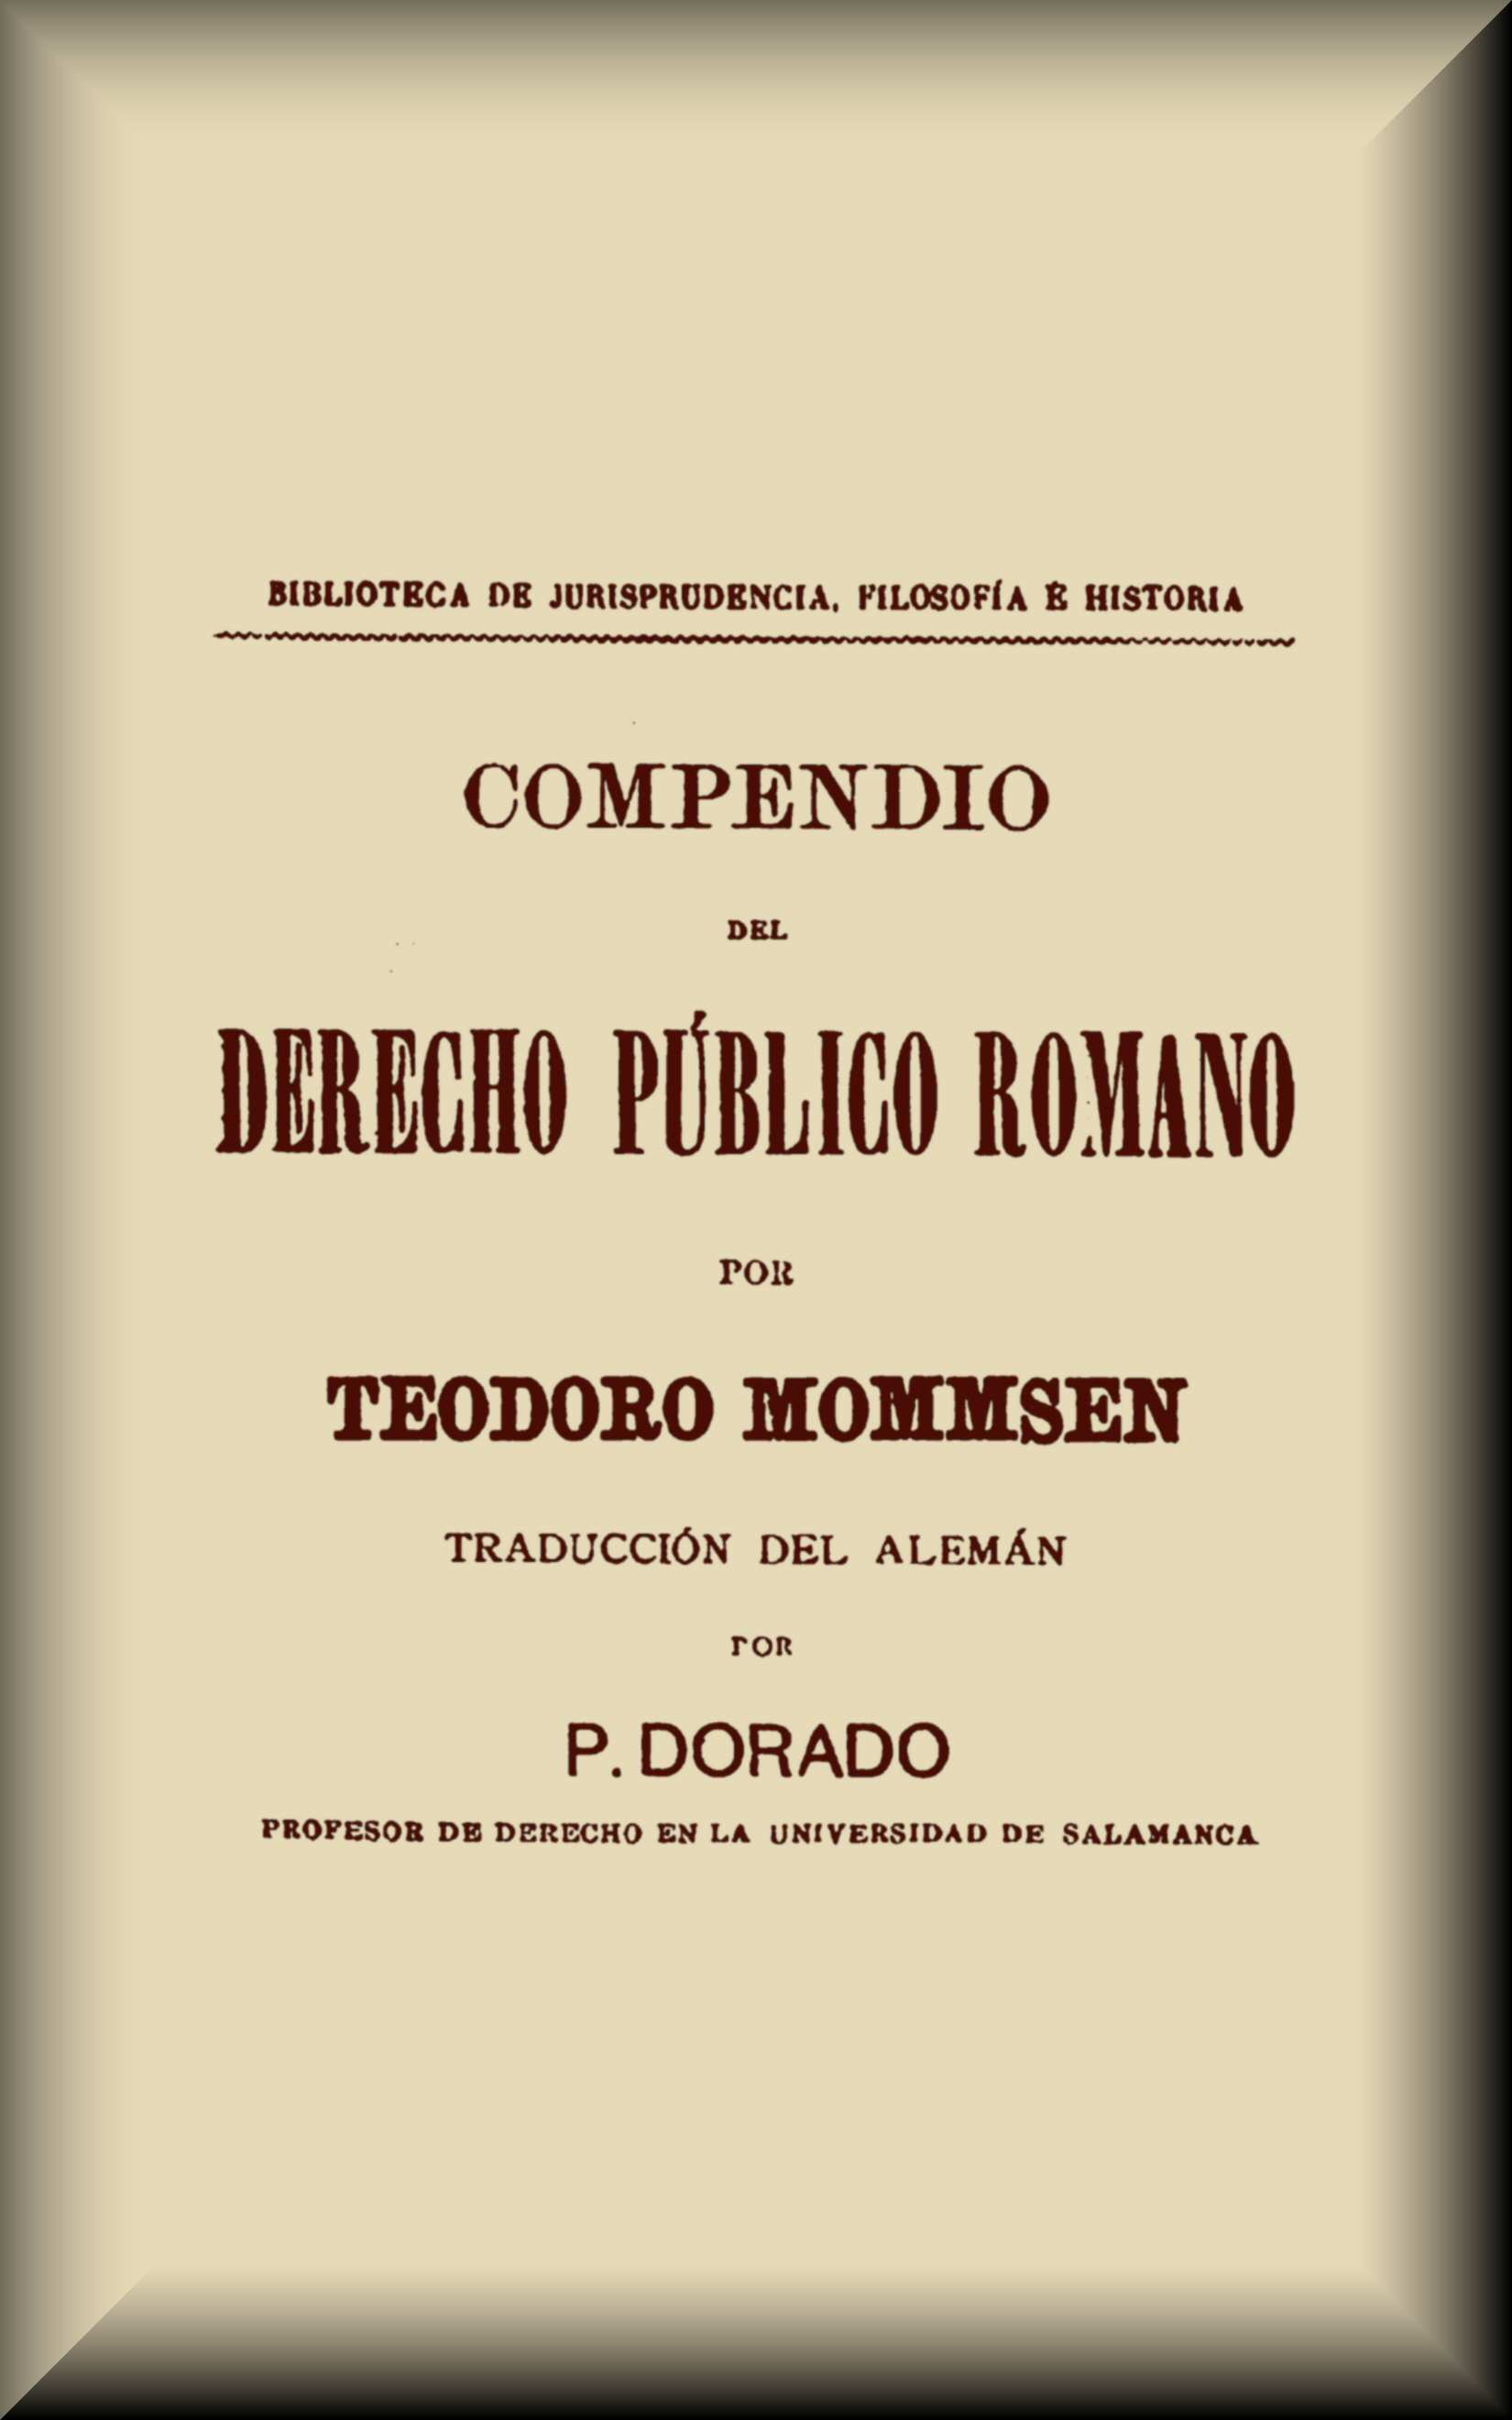 BIBLIOTECA DE JURISPRUDENCIA, FILOSOFÍA É HISTORIA
COMPENDIO
DEL
DERECHO PÚBLICO ROMANO
POR
TEODORO MOMMSEN
TRADUCCIÓN DEL ALEMÁN
POR
P. DORADO
PROFESOR DE DERECHO EN LA UNIVERSIDAD DE SALAMANCA